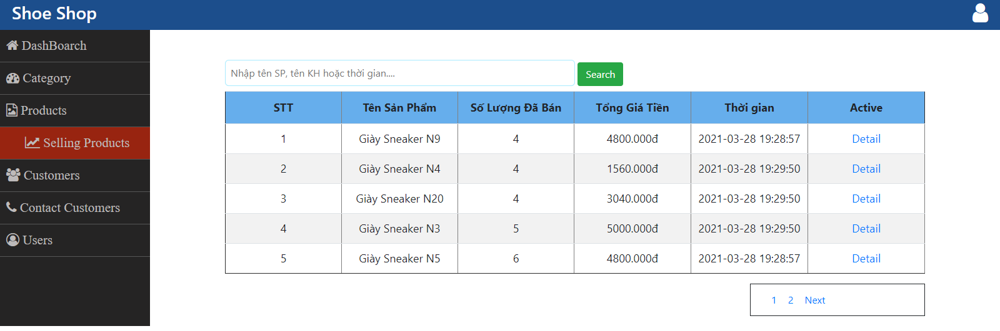 Shoe Shop
DashBoarch
Category
Products
Selling Products
Customers
Contact Customers
Users
Nhập tên SP, tên KH hoặc thời gian....
Search
STT Tên Sản Phẩm Số Lượng Đã Bán Tổng Giá Tiền Thời gian Active
1 Giày Sneaker N9 4 4800.000đ 2021-03-28 19:28:57 Detail
2 Giày Sneaker N4 4 1560.000đ 2021-03-28 19:29:50 Detail
3 Giày Sneaker N20 4 3040.000đ 2021-03-28 19:29:50 Detail
4 Giày Sneaker N3 5 5000.000đ 2021-03-28 19:29:50 Detail
5 Giày Sneaker N5 6 4800.000đ 2021-03-28 19:28:57 Detail
1 2 Next